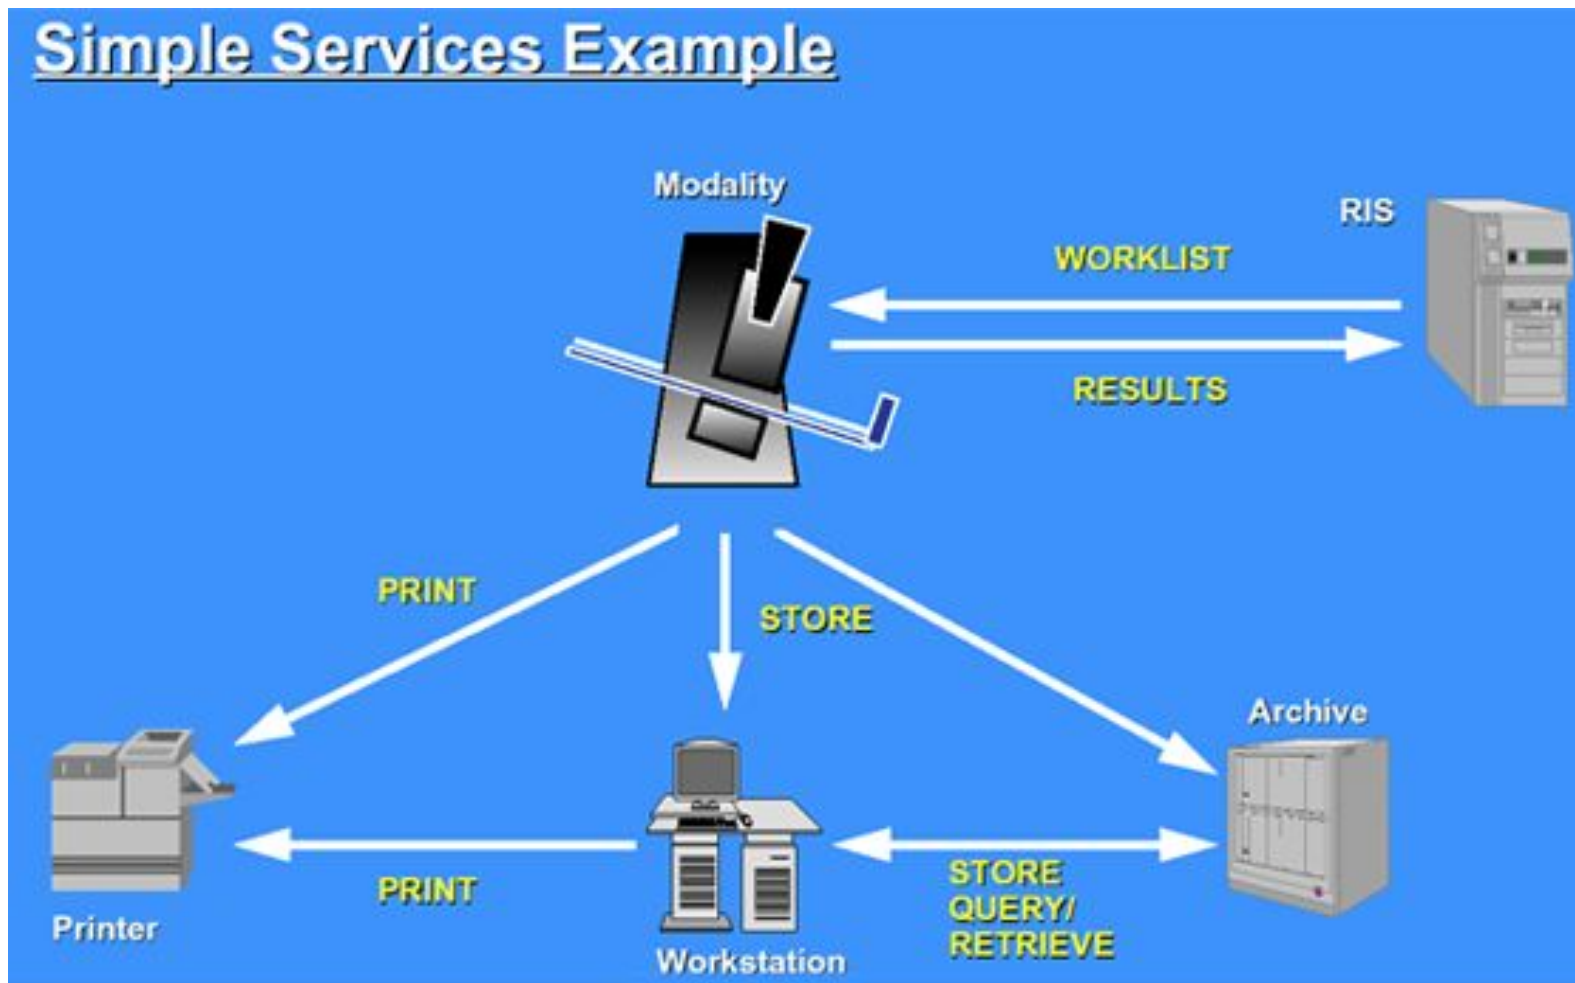 Simple Services Example
Modality
RIS
WORKLIST
RESULTS
PRINT
STORE
Archive
PRINT
STORE
QUERY/
RETRIEVE
Printer
Workstation